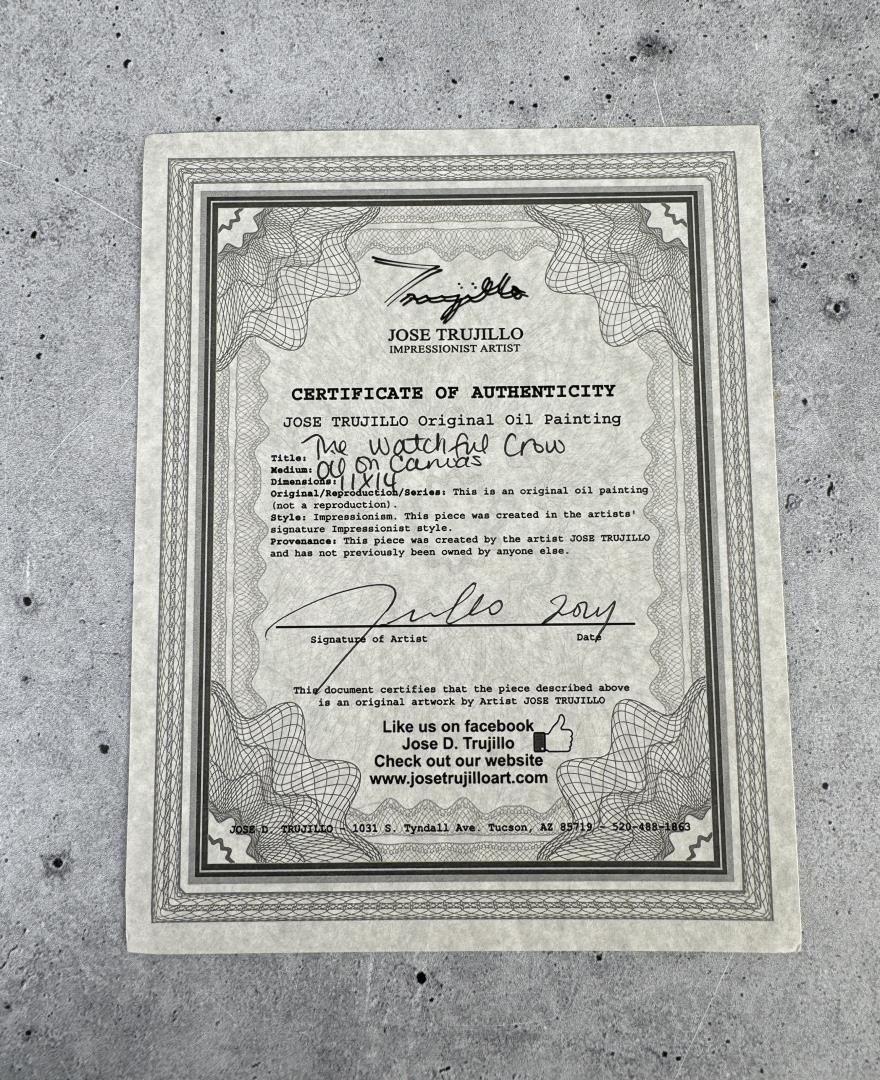 Trujillo
JOSE TRUJILLO
IMPRESSIONIST ARTIST
CERTIFICATE OF AUTHENTICITY
JOSE TRUJILLO Original Oil Painting
Title: The Watchful Crow
Medium: Oil on Canvas
Dimensions: 11X14
Original/Reproduction/Series: This is an original oil painting
(not a reproduction).
Style: Impressionism. This piece was created in the artists'
signature Impressionist style.
Provenance: This piece was created by the artist JOSE TRUJILLO
and has not previously been owned by anyone else.
Signature of Artist Date
This document certifies that the piece described above
is an original artwork by Artist JOSE TRUJILLO
Like us on facebook
Jose D. Trujillo
Check out our website
www.josetrujilloart.com
JOSE D. TRUJILLO - 1031 S. Tyndall Ave. Tucson, AZ 85719 - 520-488-1863